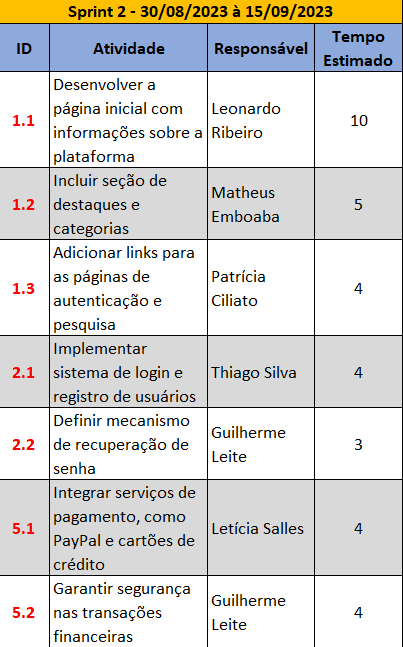 Sprint 2 - 30/08/2023 à 15/09/2023
ID Atividade Responsável Tempo Estimado
1.1 Desenvolver a página inicial com informações sobre a plataforma Leonardo Ribeiro 10
1.2 Incluir seção de destaques e categorias Matheus Emboaba 5
1.3 Adicionar links para as páginas de autenticação e pesquisa Patrícia Ciliato 4
2.1 Implementar sistema de login e registro de usuários Thiago Silva 4
2.2 Definir mecanismo de recuperação de senha Guilherme Leite 3
5.1 Integrar serviços de pagamento, como PayPal e cartões de crédito Letícia Salles 4
5.2 Garantir segurança nas transações financeiras Guilherme Leite 4